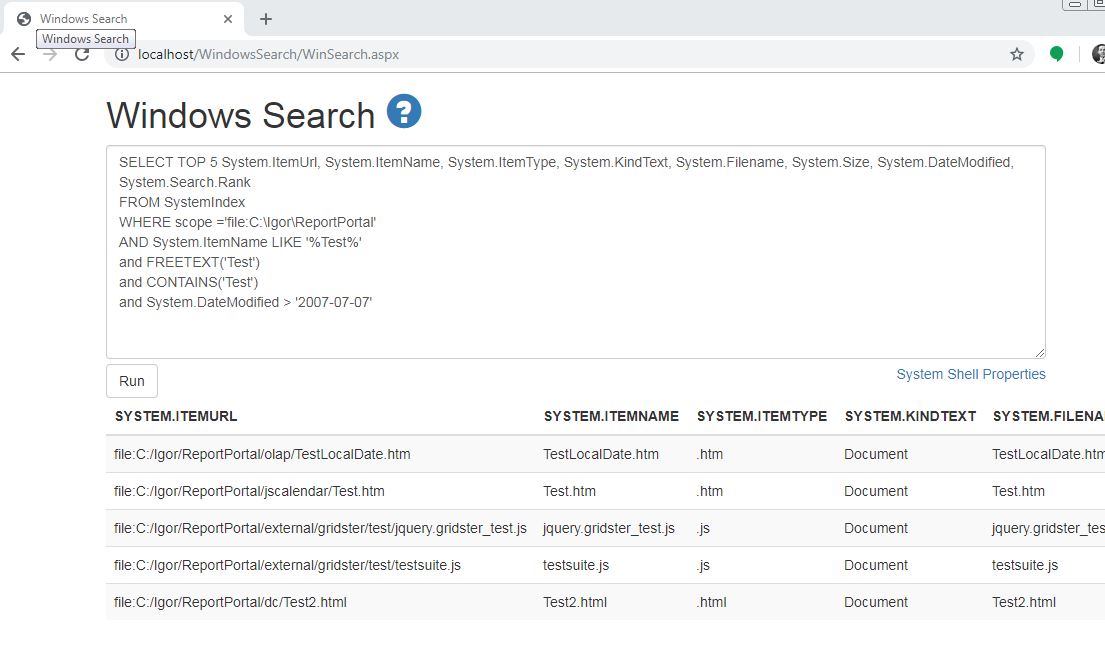 Windows Search
Windows Search
localhost/WindowsSearch/WinSearch.aspx
Windows Search ?
SELECT TOP 5 System.ItemUrl, System.ItemName, System.ItemType, System.KindText, System.Filename, System.Size, System.DateModified,
System.Search.Rank
FROM SystemIndex
WHERE scope ='file:C:\Igor\ReportPortal'
AND System.ItemName LIKE '%Test%'
and FREETEXT('Test')
and CONTAINS('Test')
and System.DateModified > '2007-07-07'
Run
System Shell Properties
SYSTEM.ITEMURL SYSTEM.ITEMNAME SYSTEM.ITEMTYPE SYSTEM.KINDTEXT SYSTEM.FILENA
file:C:/Igor/ReportPortal/olap/TestLocalDate.htm TestLocalDate.htm .htm Document TestLocalDate.htm
file:C:/Igor/ReportPortal/jscalendar/Test.htm Test.htm .htm Document Test.htm
file:C:/Igor/ReportPortal/external/gridster/test/jquery.gridster_test.js jquery.gridster_test.js .js Document jquery.gridster_tes
file:C:/Igor/ReportPortal/external/gridster/test/testsuite.js testsuite.js .js Document testsuite.js
file:C:/Igor/ReportPortal/dc/Test2.html Test2.html .html Document Test2.html